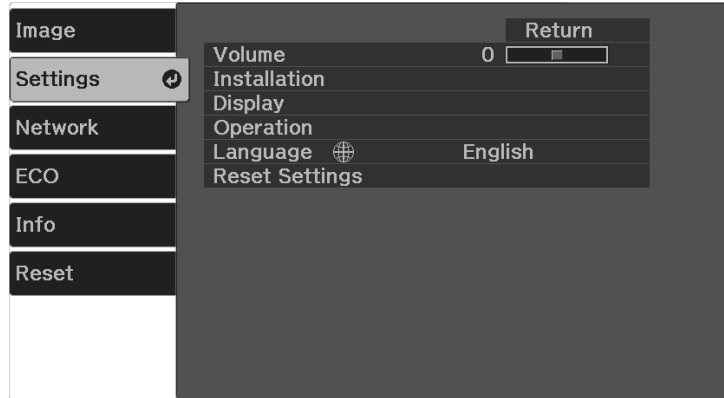 Image
Settings
Network
ECO
Info
Reset
Return
Volume 0
Installation
Display
Operation
Language English
Reset Settings